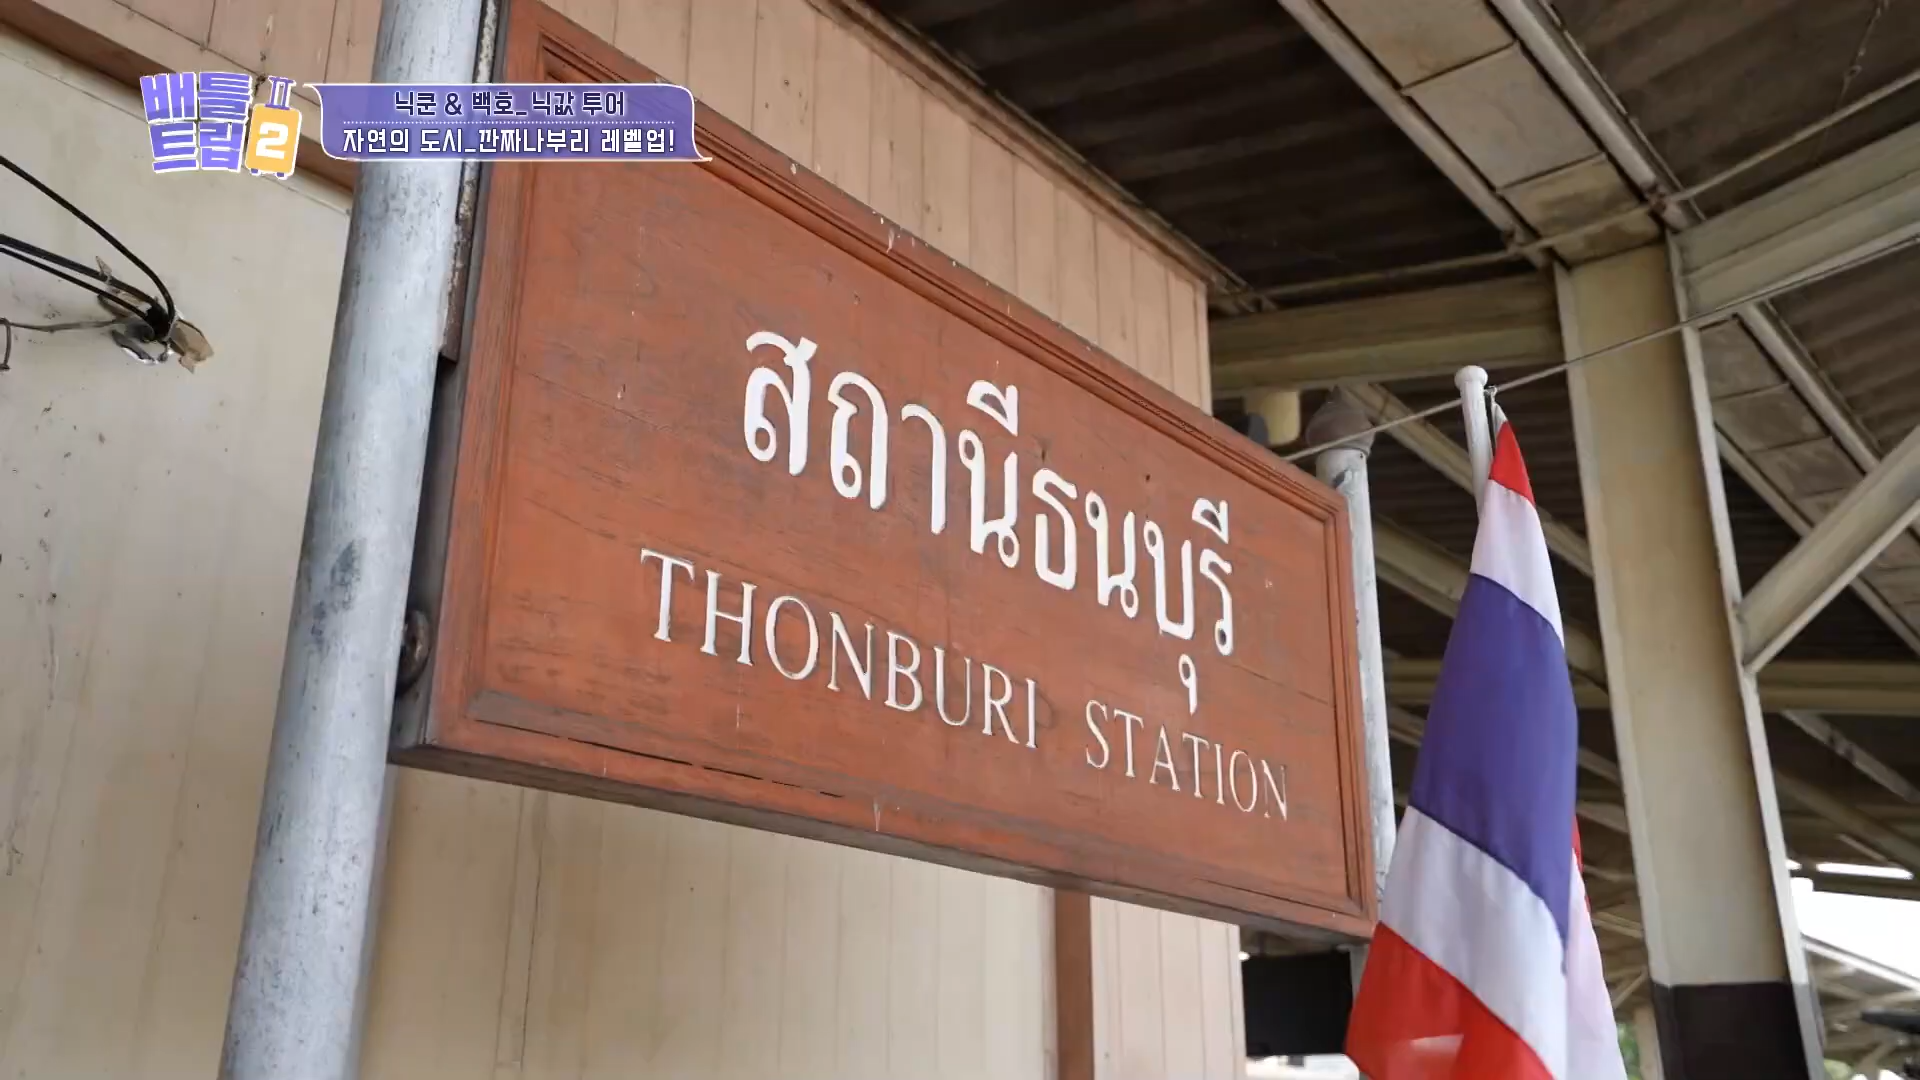 배틀
트립 2
닉쿤 & 백호_닉값 투어
자연의 도시_깐짜나부리 레벨업!
สถานีธนบุรี
THONBURI STATION